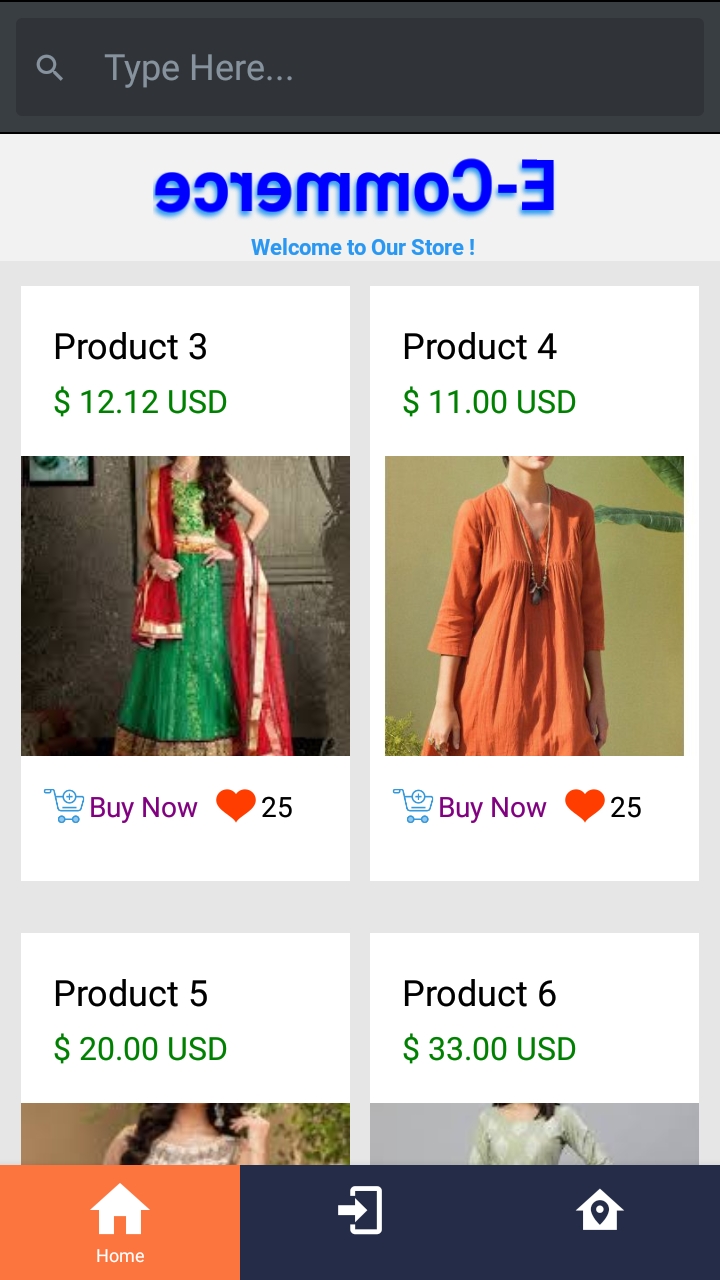 Type Here...
E-Commerce
Welcome to Our Store !
Product 3
$ 12.12 USD
Product 4
$ 11.00 USD
Buy Now 25
Buy Now 25
Product 5
$ 20.00 USD
Product 6
$ 33.00 USD
Home